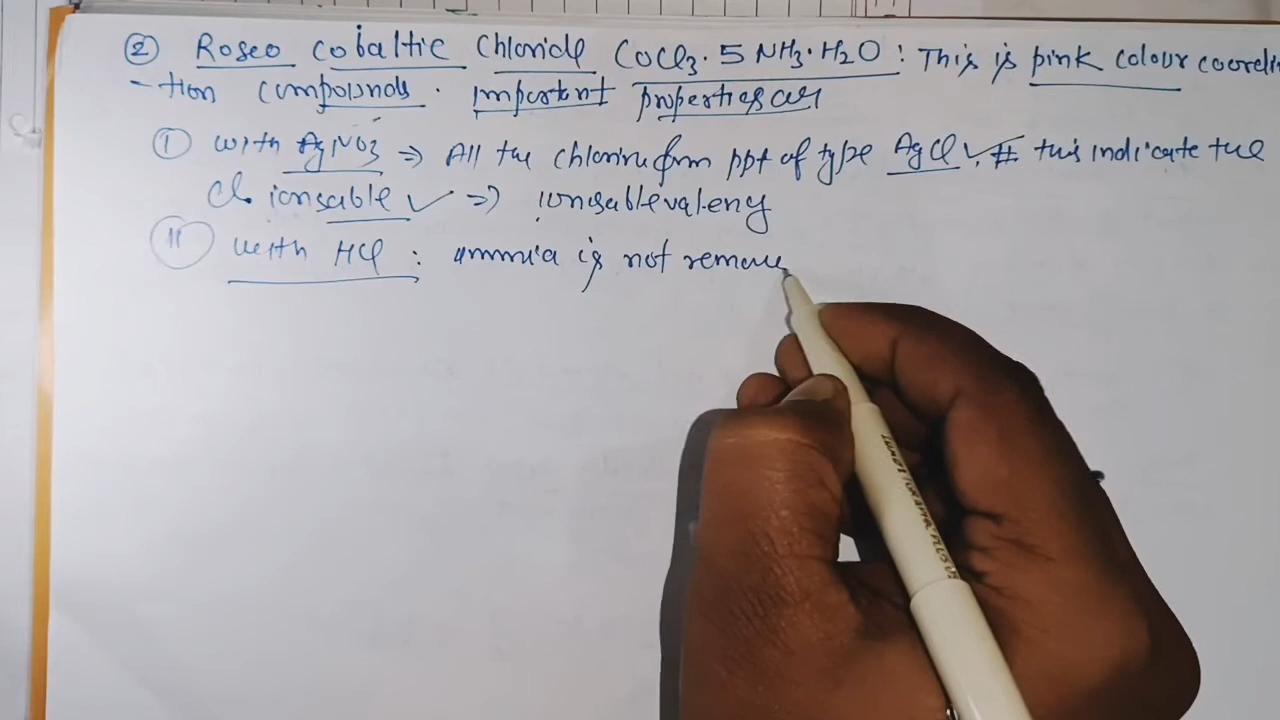 ② Roseo cobaltic chloride CoCl3·5NH3·H2O : This is pink colour coordi
-tion compounds. important properties are
① with AgNO3 ⇒ All the chlorine form ppt of type AgCl ✓. # this indicate the
Cl ionsable ✓ ⇒ ionsable valency
⑪ with HCl : ammia is not remove